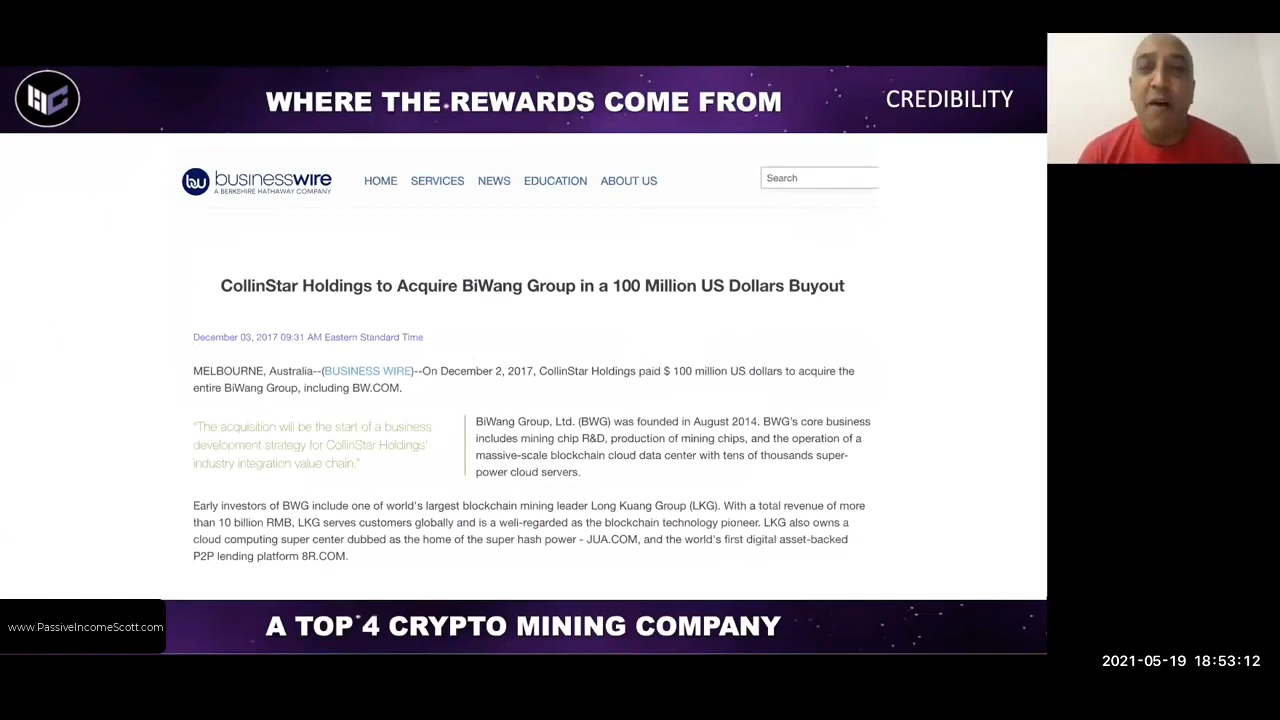 WHERE THE REWARDS COME FROM
CREDIBILITY
bw businesswire
A BERKSHIRE HATHAWAY COMPANY
HOME SERVICES NEWS EDUCATION ABOUT US
Search
CollinStar Holdings to Acquire BiWang Group in a 100 Million US Dollars Buyout
December 03, 2017 09:31 AM Eastern Standard Time
MELBOURNE, Australia--(BUSINESS WIRE)--On December 2, 2017, CollinStar Holdings paid $ 100 million US dollars to acquire the
entire BiWang Group, including BW.COM.
"The acquisition will be the start of a business
development strategy for CollinStar Holdings'
industry integration value chain."
BiWang Group, Ltd. (BWG) was founded in August 2014. BWG's core business
includes mining chip R&D, production of mining chips, and the operation of a
massive-scale blockchain cloud data center with tens of thousands super-
power cloud servers.
Early investors of BWG include one of world's largest blockchain mining leader Long Kuang Group (LKG). With a total revenue of more
than 10 billion RMB, LKG serves customers globally and is a well-regarded as the blockchain technology pioneer. LKG also owns a
cloud computing super center dubbed as the home of the super hash power - JUA.COM, and the world's first digital asset-backed
P2P lending platform 8R.COM.
www.PassiveIncomeScott.com
A TOP 4 CRYPTO MINING COMPANY
2021-05-19 18:53:12